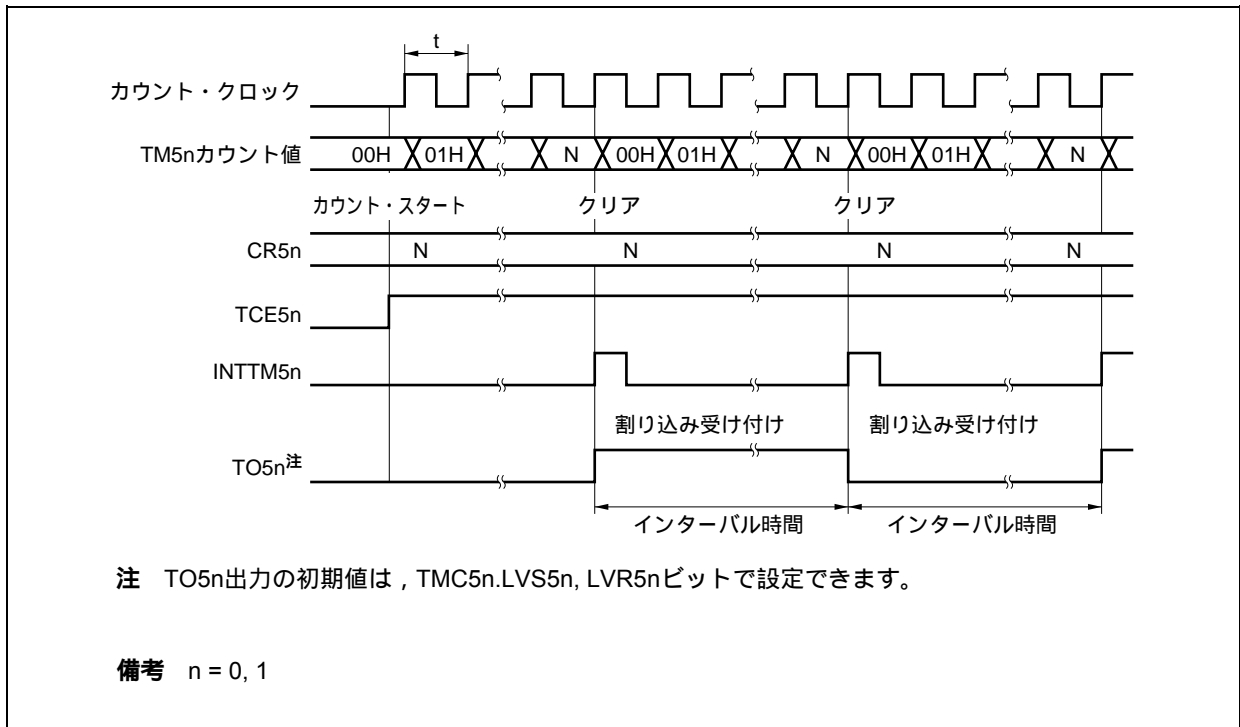 t
カウント・クロック
TM5nカウント値 00H 01H N 00H 01H N 00H 01H N
カウント・スタート クリア クリア
CR5n N N N N
TCE5n
INTTM5n
割り込み受け付け 割り込み受け付け
TO5n注
インターバル時間 インターバル時間
注 TO5n出力の初期値は，TMC5n.LVS5n, LVR5nビットで設定できます。
備考 n = 0, 1